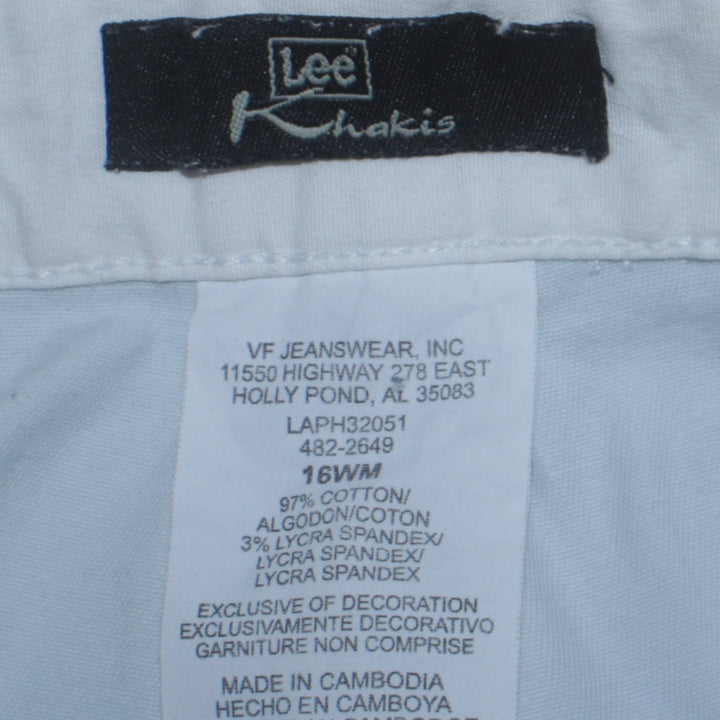 Lee
Khakis
VF JEANSWEAR, INC
11550 HIGHWAY 278 EAST
HOLLY POND, AL 35083
LAPH32051
482-2649
16WM
97% COTTON/
ALGODON/COTON
3% LYCRA SPANDEX/
LYCRA SPANDEX/
LYCRA SPANDEX
EXCLUSIVE OF DECORATION
EXCLUSIVAMENTE DECORATIVO
GARNITURE NON COMPRISE
MADE IN CAMBODIA
HECHO EN CAMBOYA